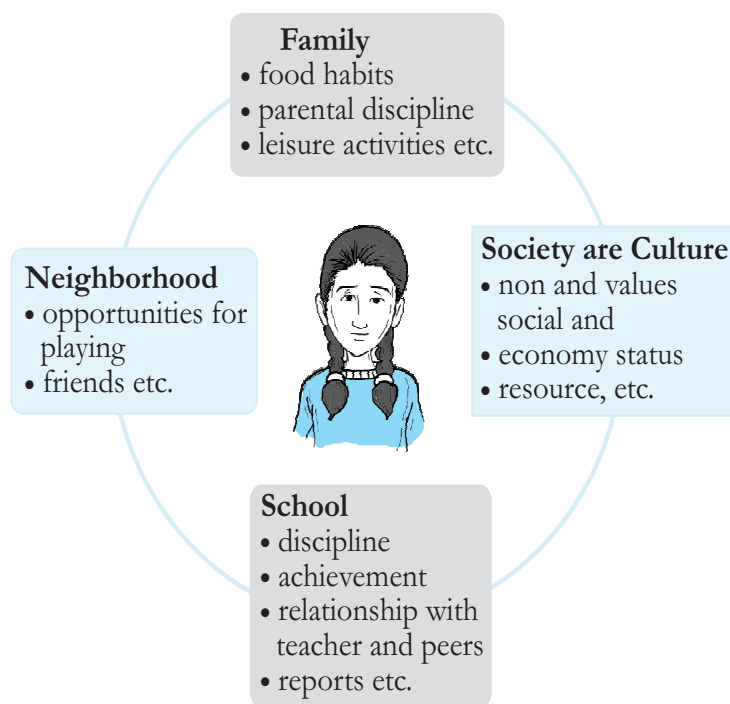 Family
• food habits
• parental discipline
• leisure activities etc.
Neighborhood
• opportunities for
playing
• friends etc.
Society are Culture
• non and values
social and
• economy status
• resource, etc.
School
• discipline
• achievement
• relationship with
teacher and peers
• reports etc.